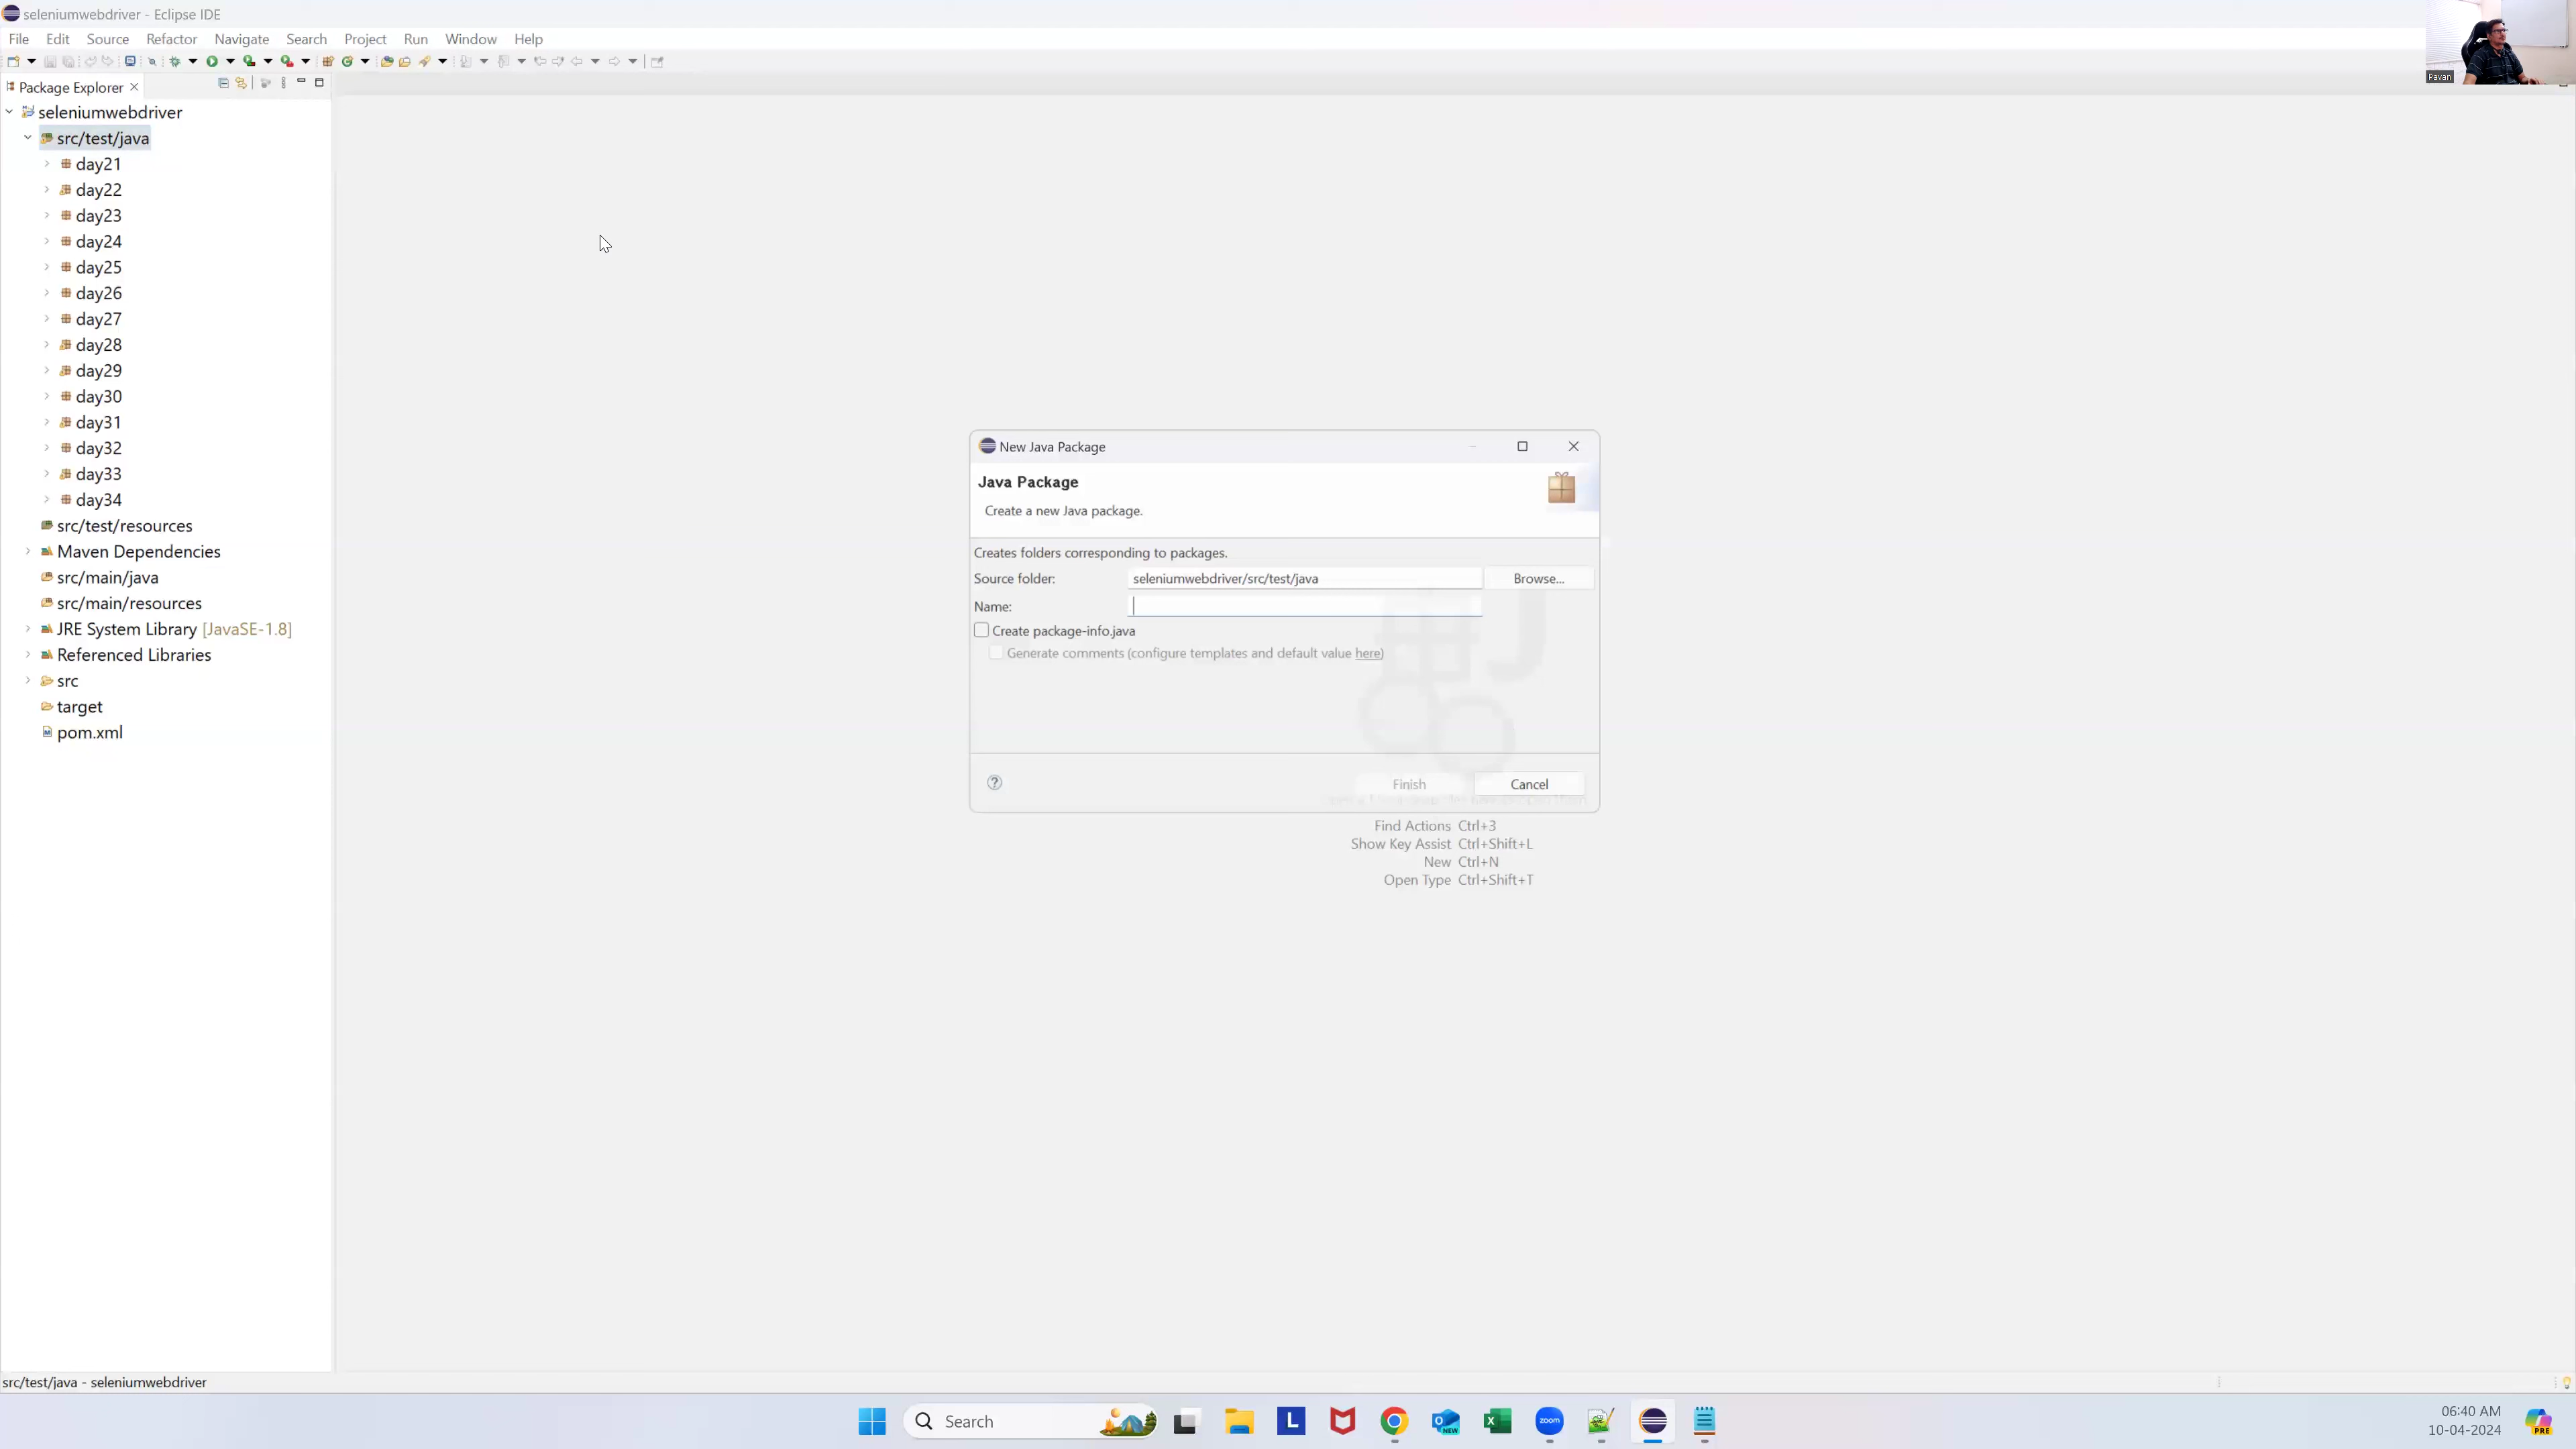 seleniumwebdriver - Eclipse IDE
File Edit Source Refactor Navigate Search Project Run Window Help
Package Explorer
seleniumwebdriver
src/test/java
day21
day22
day23
day24
day25
day26
day27
day28
day29
day30
day31
day32
day33
day34
src/test/resources
Maven Dependencies
src/main/java
src/main/resources
JRE System Library [JavaSE-1.8]
Referenced Libraries
src
target
pom.xml
Pavan
New Java Package
Java Package
Create a new Java package.
Creates folders corresponding to packages.
Source folder: seleniumwebdriver/src/test/java Browse...
Name:
Create package-info.java
Generate comments (configure templates and default value here)
Finish Cancel
Find Actions Ctrl+3
Show Key Assist Ctrl+Shift+L
New Ctrl+N
Open Type Ctrl+Shift+T
src/test/java - seleniumwebdriver
Search
L
NEW
zoom
06:40 AM
10-04-2024
PRE